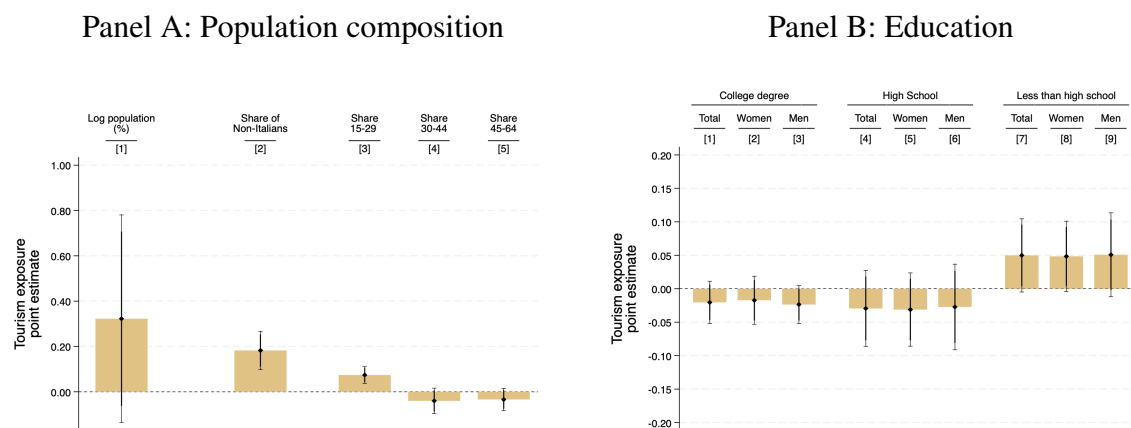 Panel A: Population composition
Log population
(%)
Share of
Non-Italians
Share
15-29
Share
30-44
Share
45-64
[1]
[2]
[3]
[4]
[5]
Tourism exposure
point estimate
1.00
0.80
0.60
0.40
0.20
0.00
Panel B: Education
College degree
High School
Less than high school
Total
Women
Men
Total
Women
Men
Total
Women
Men
[1]
[2]
[3]
[4]
[5]
[6]
[7]
[8]
[9]
Tourism exposure
point estimate
0.20
0.15
0.10
0.05
0.00
-0.05
-0.10
-0.15
-0.20